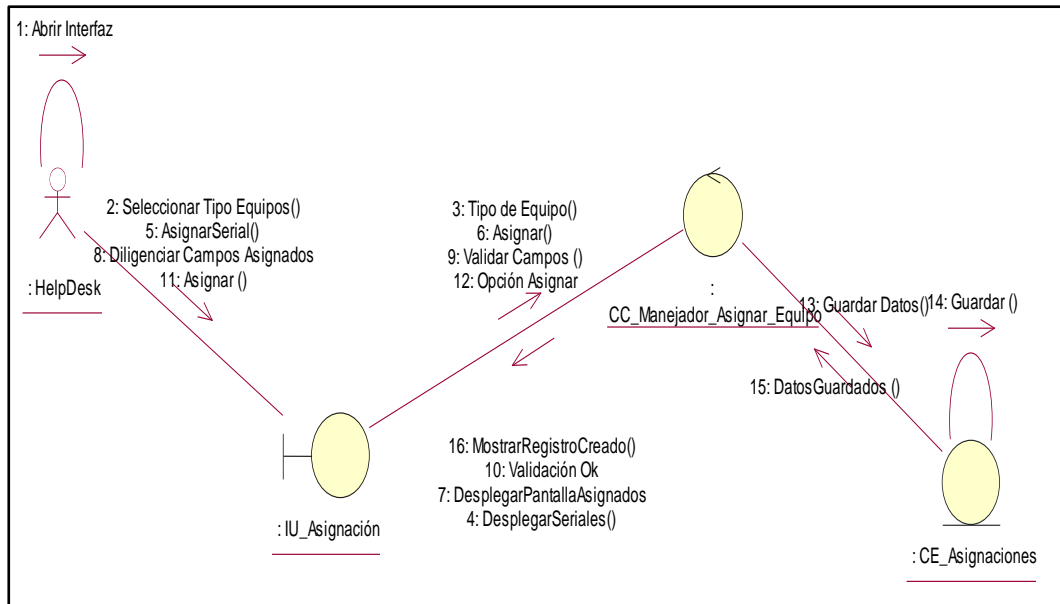 1: Abrir Interfaz
2: Seleccionar Tipo Equipos()
5: AsignarSerial()
8: Diligenciar Campos Asignados
11: Asignar ()
: HelpDesk
3: Tipo de Equipo()
6: Asignar()
9: Validar Campos ()
12: Opción Asignar
:
CC_Manejador_Asignar_Equipo
13: Guardar Datos()
14: Guardar ()
15: DatosGuardados ()
16: MostrarRegistroCreado()
10: Validación Ok
7: DesplegarPantallaAsignados
4: DesplegarSeriales()
: IU_Asignación
: CE_Asignaciones